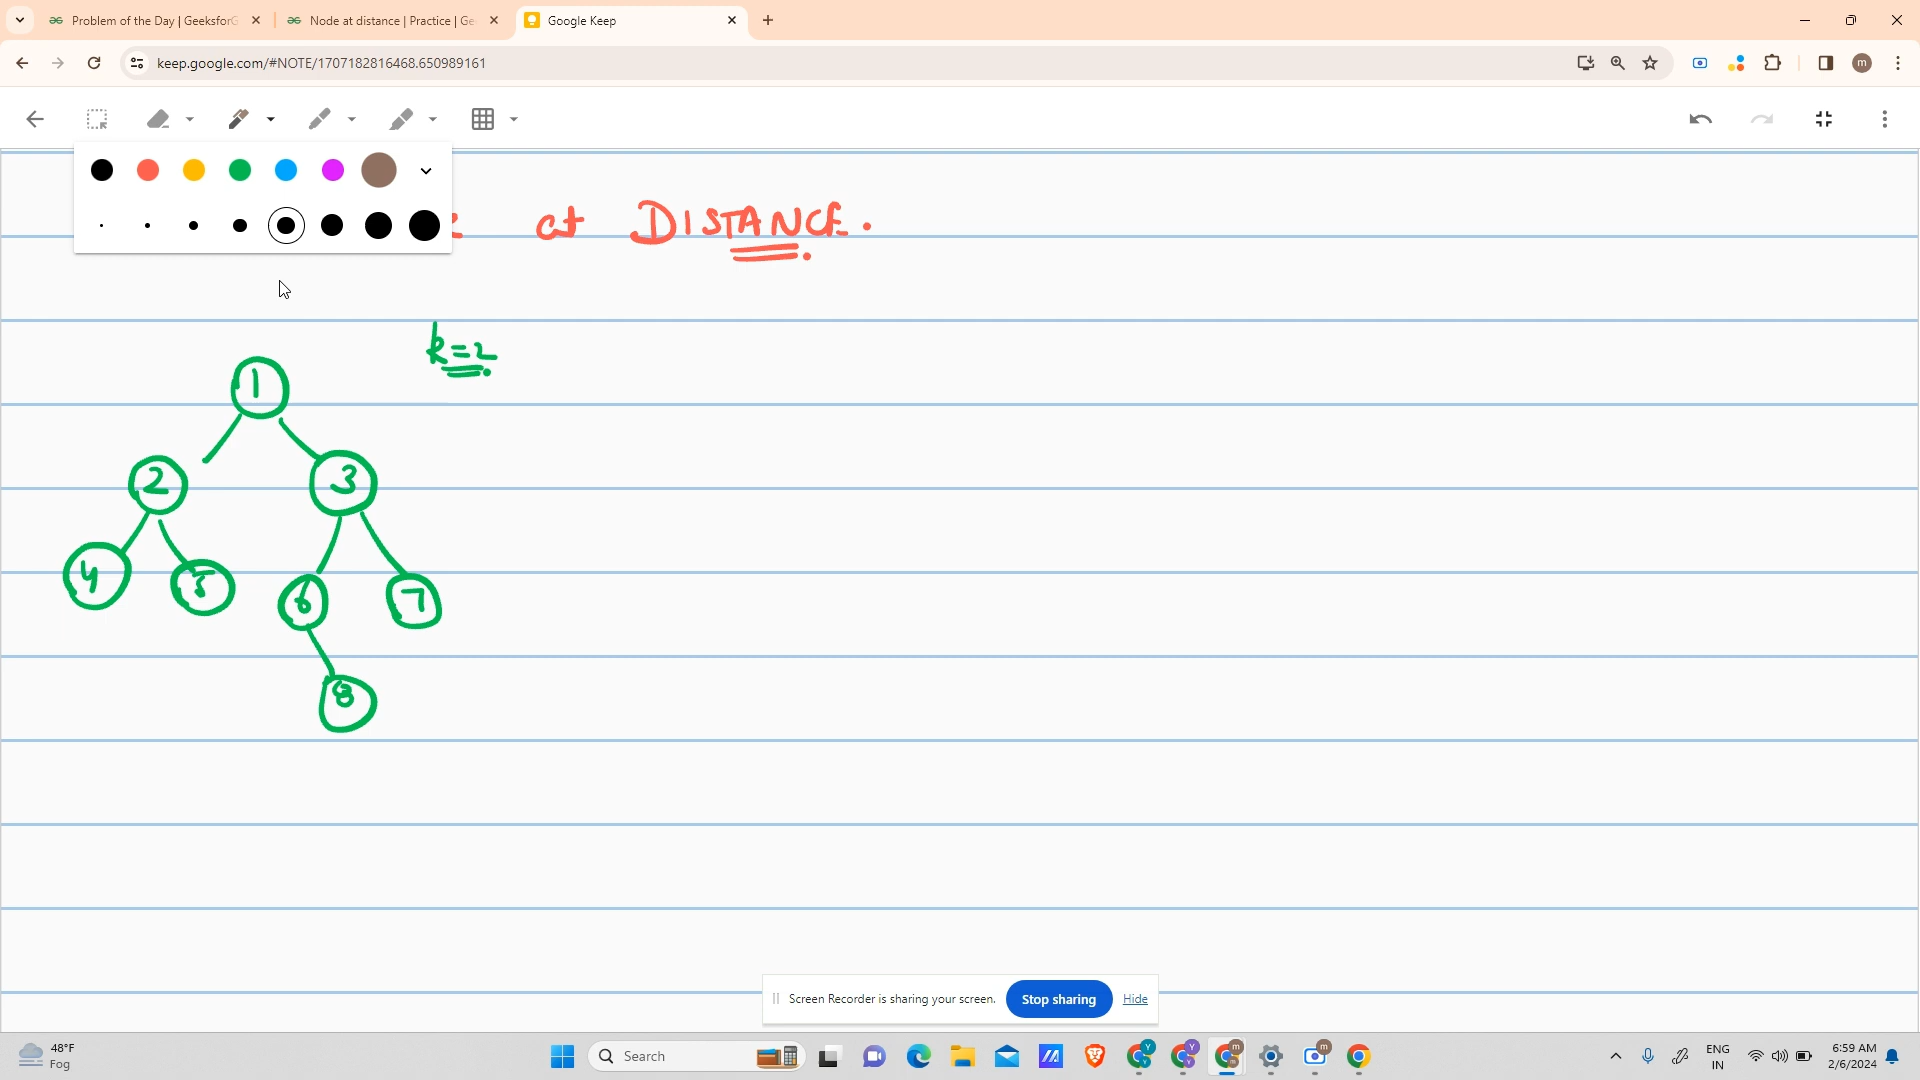 Problem of the Day | GeeksforG
Node at distance | Practice | Ge
Google Keep
keep.google.com/#NOTE/1707182816468.650989161
at DISTANCE.
k=2
1
2 3
4 5 6 7
8
Screen Recorder is sharing your screen. Stop sharing Hide
48°F
Fog
Search
ENG
IN
6:59 AM
2/6/2024